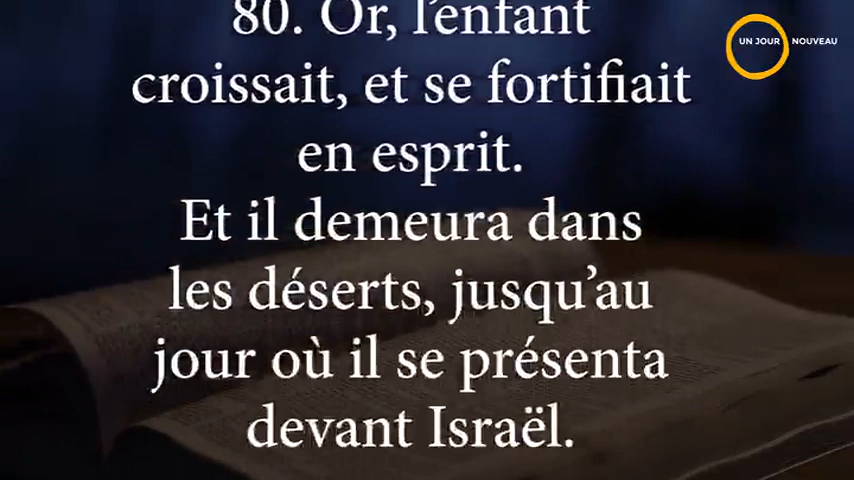 80. Or, l’enfant
croissait, et se fortifiait
en esprit.
Et il demeura dans
les déserts, jusqu’au
jour où il se présenta
devant Israël.
UN JOUR NOUVEAU